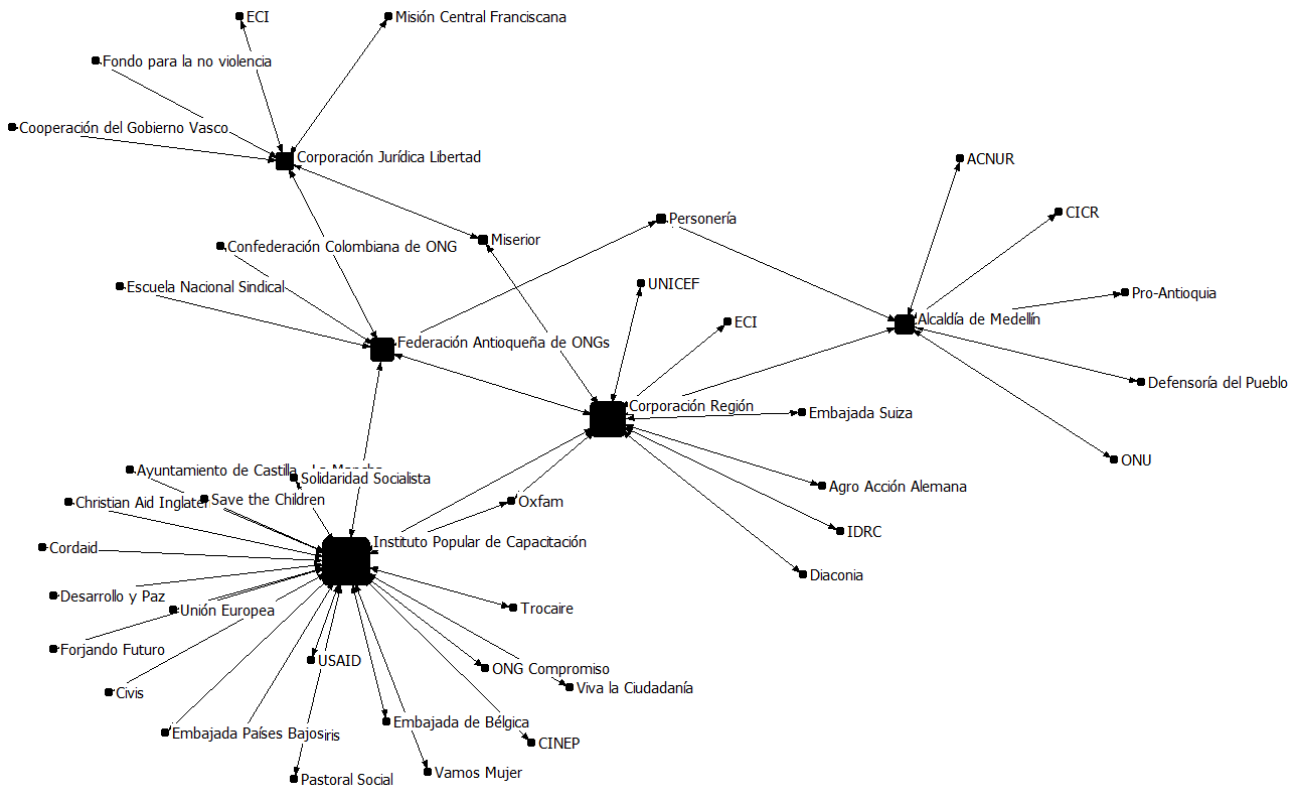 ECI
Misión Central Franciscana
Fondo para la no violencia
Cooperación del Gobierno Vasco
Corporación Jurídica Libertad
ACNUR
CICR
Personería
Miserior
Confederación Colombiana de ONG
Escuela Nacional Sindical
UNICEF
Pro-Antioquia
ECI
Alcaldía de Medellín
Federación Antioqueña de ONGs
Defensoría del Pueblo
Corporación Región
Embajada Suiza
ONU
Ayuntamiento de Castilla - La Mancha
Solidaridad Socialista
Agro Acción Alemana
Christian Aid Inglater
Save the Children
Oxfam
IDRC
Instituto Popular de Capacitación
Cordaid
Diaconia
Desarrollo y Paz
Unión Europea
Trocaire
Forjando Futuro
USAID
ONG Compromiso
Viva la Ciudadanía
Civis
Embajada de Bélgica
Embajada Países Bajos
CINEP
Pastoral Social
Vamos Mujer